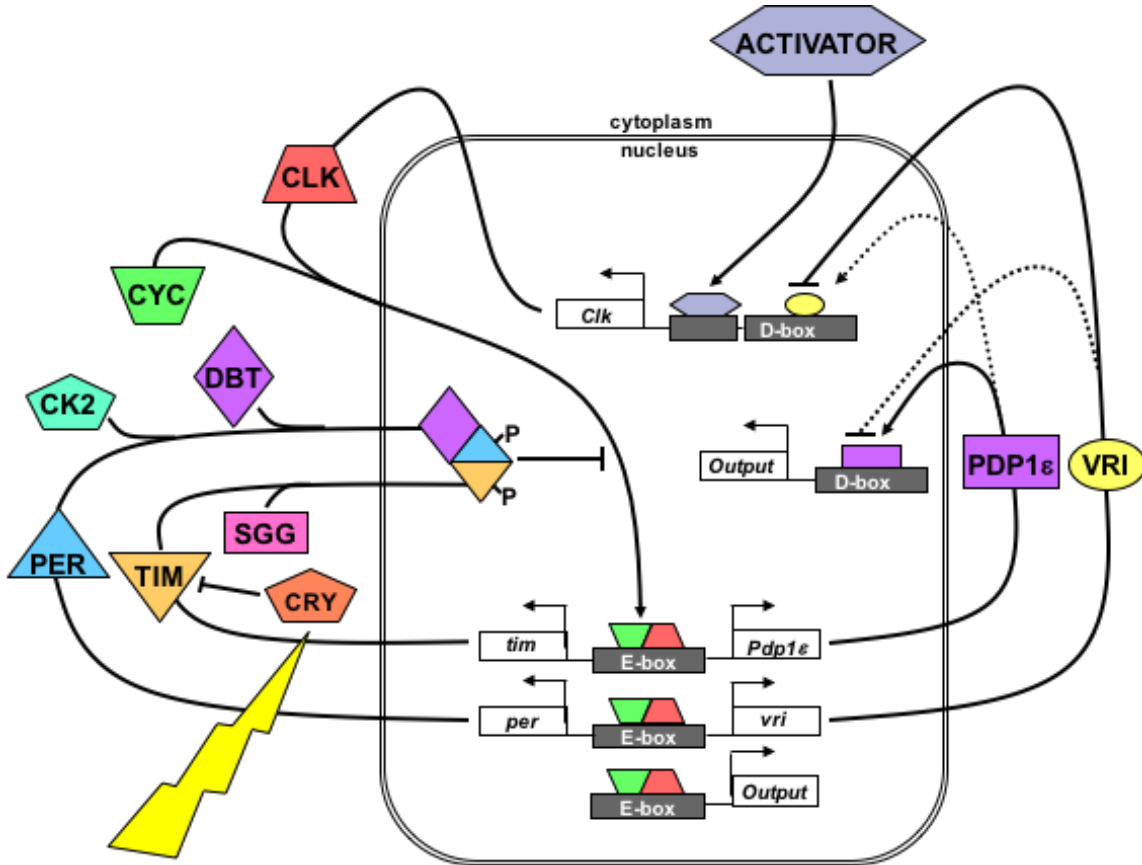 ACTIVATOR
cytoplasm
nucleus
CLK
CYC
Clk
D-box
DBT
CK2
P
Output
D-box
PDP1ε
VRI
P
SGG
PER
TIM
CRY
tim
E-box
Pdp1ε
per
E-box
vri
E-box
Output